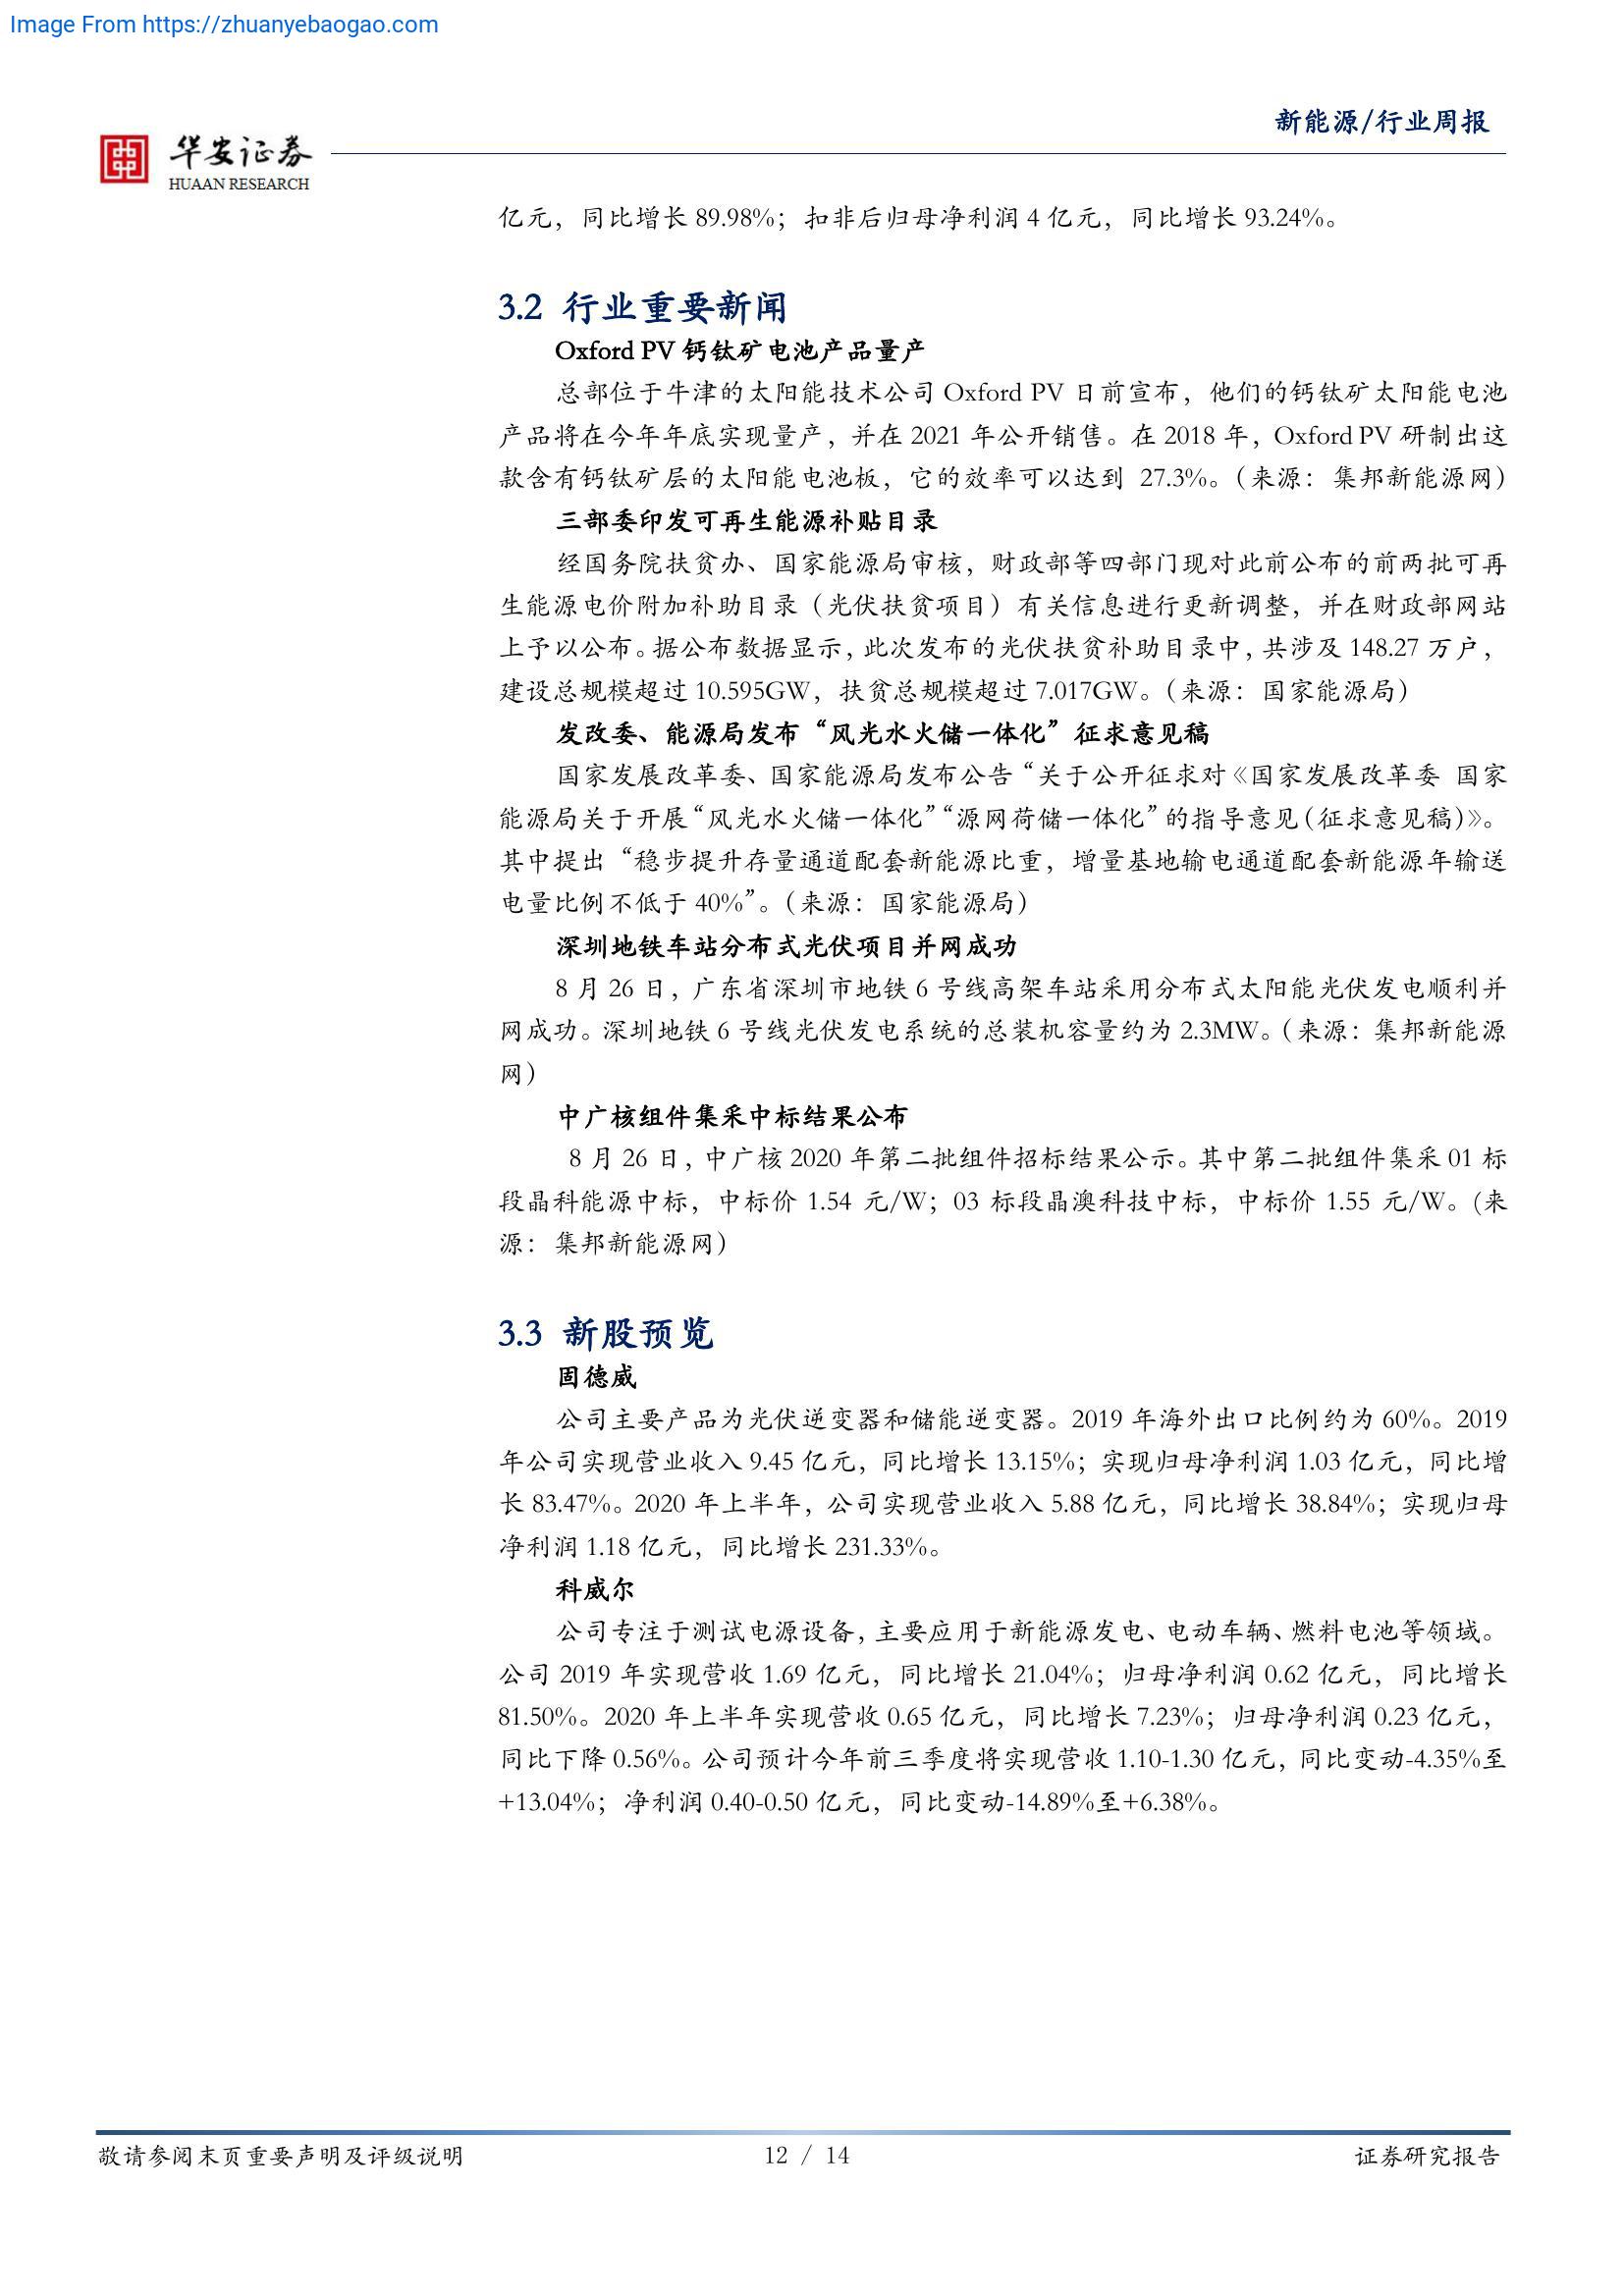 Image From https://zhuanyebaogao.com
新能源/行业周报
华安证券
HUAAN RESEARCH
亿元，同比增长 89.98%；扣非后归母净利润 4 亿元，同比增长 93.24%。
3.2 行业重要新闻
Oxford PV 钙钛矿电池产品量产
总部位于牛津的太阳能技术公司 Oxford PV 日前宣布，他们的钙钛矿太阳能电池
产品将在今年年底实现量产，并在 2021 年公开销售。在 2018 年，Oxford PV 研制出这
款含有钙钛矿层的太阳能电池板，它的效率可以达到 27.3%。（来源：集邦新能源网）
三部委印发可再生能源补贴目录
经国务院扶贫办、国家能源局审核，财政部等四部门现对此前公布的前两批可再
生能源电价附加补助目录（光伏扶贫项目）有关信息进行更新调整，并在财政部网站
上予以公布。据公布数据显示，此次发布的光伏扶贫补助目录中，共涉及 148.27 万户，
建设总规模超过 10.595GW，扶贫总规模超过 7.017GW。（来源：国家能源局）
发改委、能源局发布“风光水火储一体化”征求意见稿
国家发展改革委、国家能源局发布公告“关于公开征求对《国家发展改革委 国家
能源局关于开展“风光水火储一体化”“源网荷储一体化”的指导意见（征求意见稿）》。
其中提出“稳步提升存量通道配套新能源比重，增量基地输电通道配套新能源年输送
电量比例不低于 40%”。（来源：国家能源局）
深圳地铁车站分布式光伏项目并网成功
8 月 26 日，广东省深圳市地铁 6 号线高架车站采用分布式太阳能光伏发电顺利并
网成功。深圳地铁 6 号线光伏发电系统的总装机容量约为 2.3MW。（来源：集邦新能源
网）
中广核组件集采中标结果公布
8 月 26 日，中广核 2020 年第二批组件招标结果公示。其中第二批组件集采 01 标
段晶科能源中标，中标价 1.54 元/W；03 标段晶澳科技中标，中标价 1.55 元/W。(来
源：集邦新能源网）
3.3 新股预览
固德威
公司主要产品为光伏逆变器和储能逆变器。2019 年海外出口比例约为 60%。2019
年公司实现营业收入 9.45 亿元，同比增长 13.15%；实现归母净利润 1.03 亿元，同比增
长 83.47%。2020 年上半年，公司实现营业收入 5.88 亿元，同比增长 38.84%；实现归母
净利润 1.18 亿元，同比增长 231.33%。
科威尔
公司专注于测试电源设备，主要应用于新能源发电、电动车辆、燃料电池等领域。
公司 2019 年实现营收 1.69 亿元，同比增长 21.04%；归母净利润 0.62 亿元，同比增长
81.50%。2020 年上半年实现营收 0.65 亿元，同比增长 7.23%；归母净利润 0.23 亿元，
同比下降 0.56%。公司预计今年前三季度将实现营收 1.10-1.30 亿元，同比变动-4.35%至
+13.04%；净利润 0.40-0.50 亿元，同比变动-14.89%至+6.38%。
敬请参阅末页重要声明及评级说明
12 / 14
证券研究报告